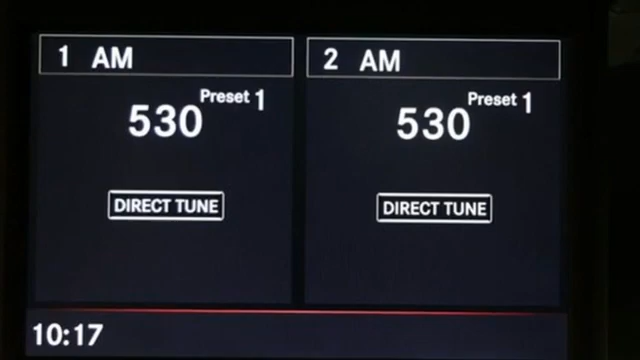 1 AM
Preset 1
530
DIRECT TUNE
2 AM
Preset 1
530
DIRECT TUNE
10:17